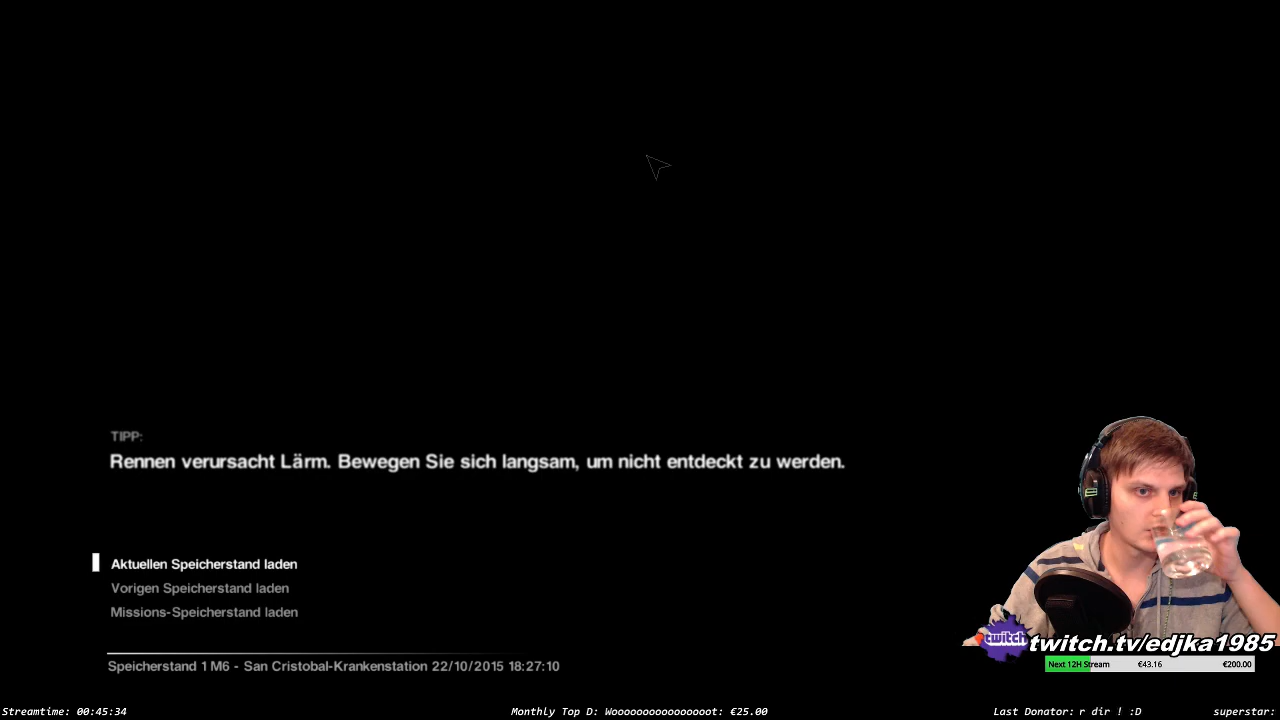 TIPP:
Rennen verursacht Lärm. Bewegen Sie sich langsam, um nicht entdeckt zu werden.
Aktuellen Speicherstand laden
Vorigen Speicherstand laden
Missions-Speicherstand laden
Speicherstand 1 M6 - San Cristobal-Krankenstation 22/10/2015 18:27:10
twitch
twitch.tv/edjka1985
Next 12H Stream €43.16 €200.00
Streamtime: 00:45:34 Monthly Top D: Wooooooooooooooot: €25.00 Last Donator: r dir ! :D superstar: